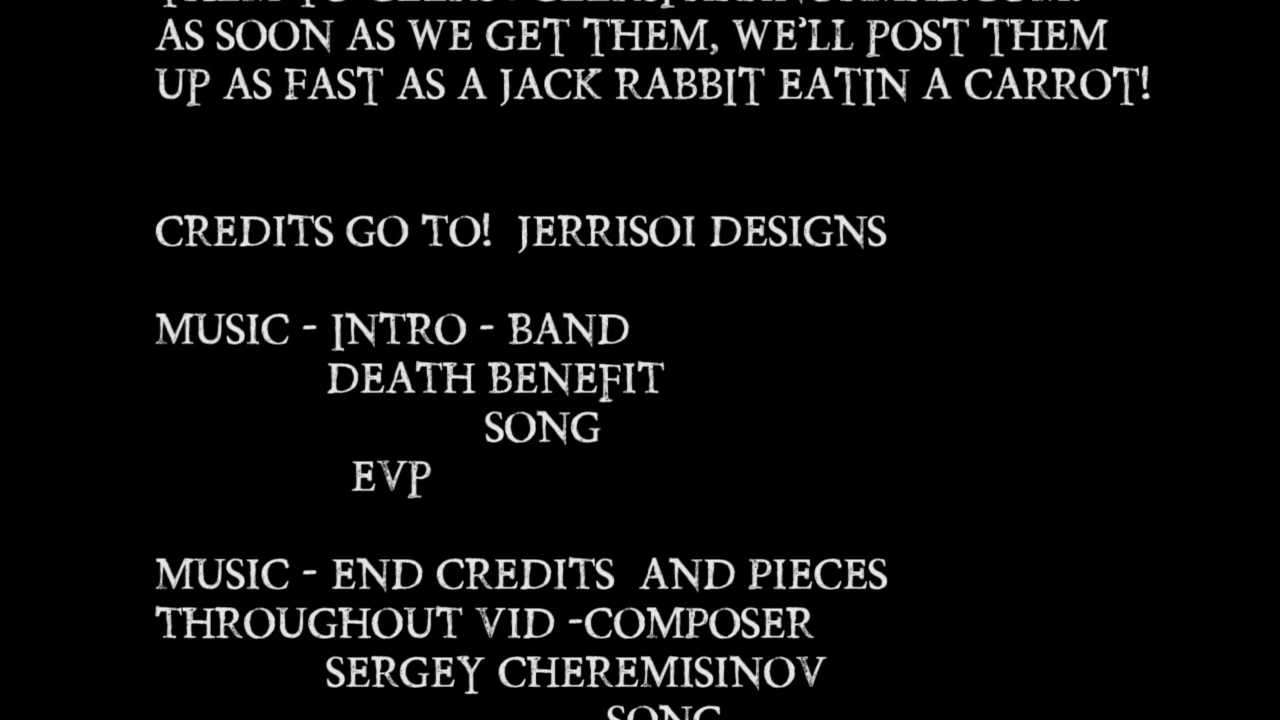 AS SOON AS WE GET THEM, WE'LL POST THEM
UP AS FAST AS A JACK RABBIT EATIN A CARROT!
CREDITS GO TO! JERRISOI DESIGNS
MUSIC - INTRO - BAND
DEATH BENEFIT
SONG
EVP
MUSIC - END CREDITS AND PIECES
THROUGHOUT VID -COMPOSER
SERGEY CHEREMISINOV
SONG